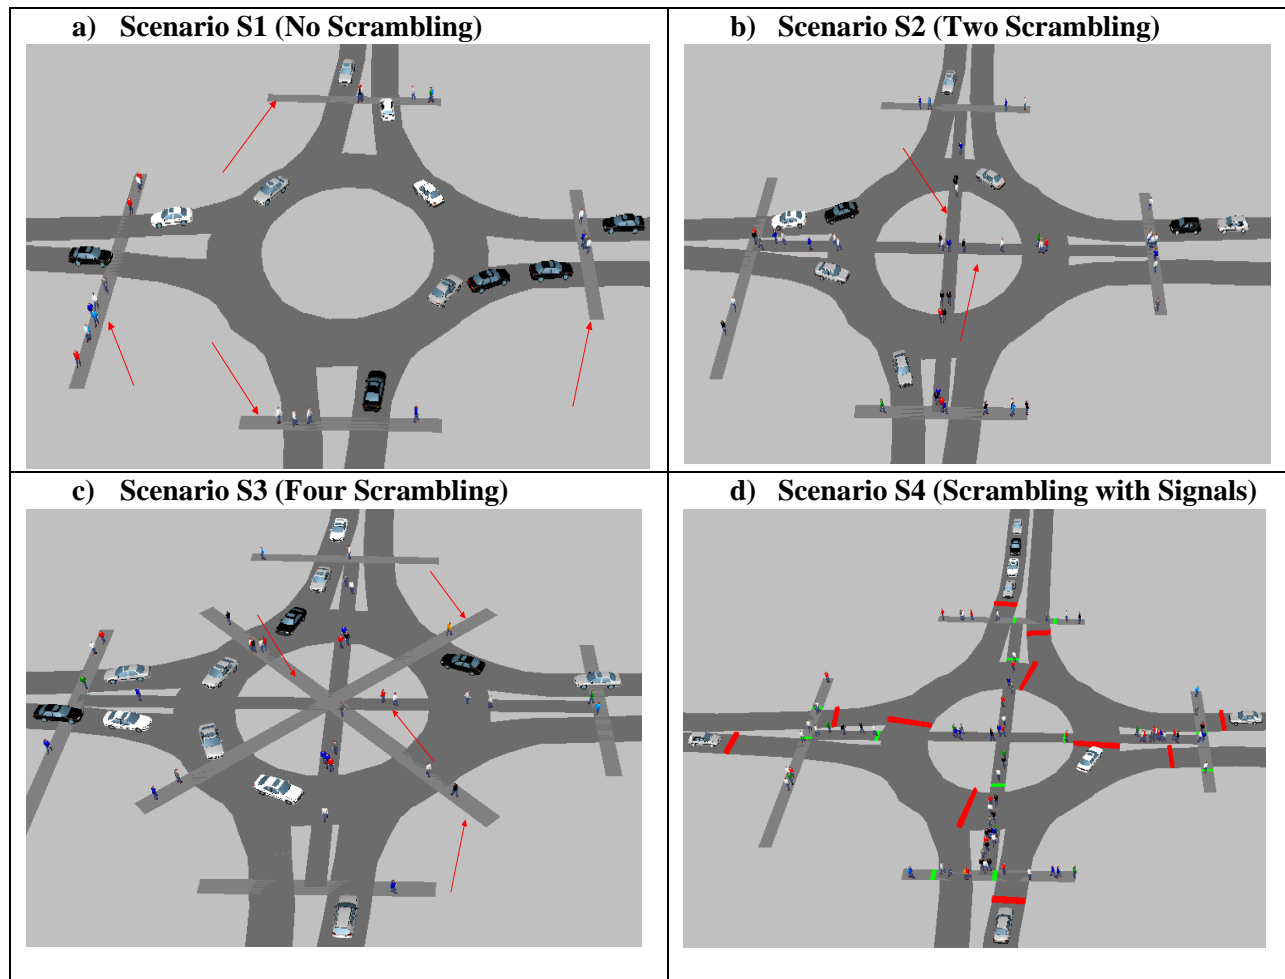 a) Scenario S1 (No Scrambling)
b) Scenario S2 (Two Scrambling)
c) Scenario S3 (Four Scrambling)
d) Scenario S4 (Scrambling with Signals)